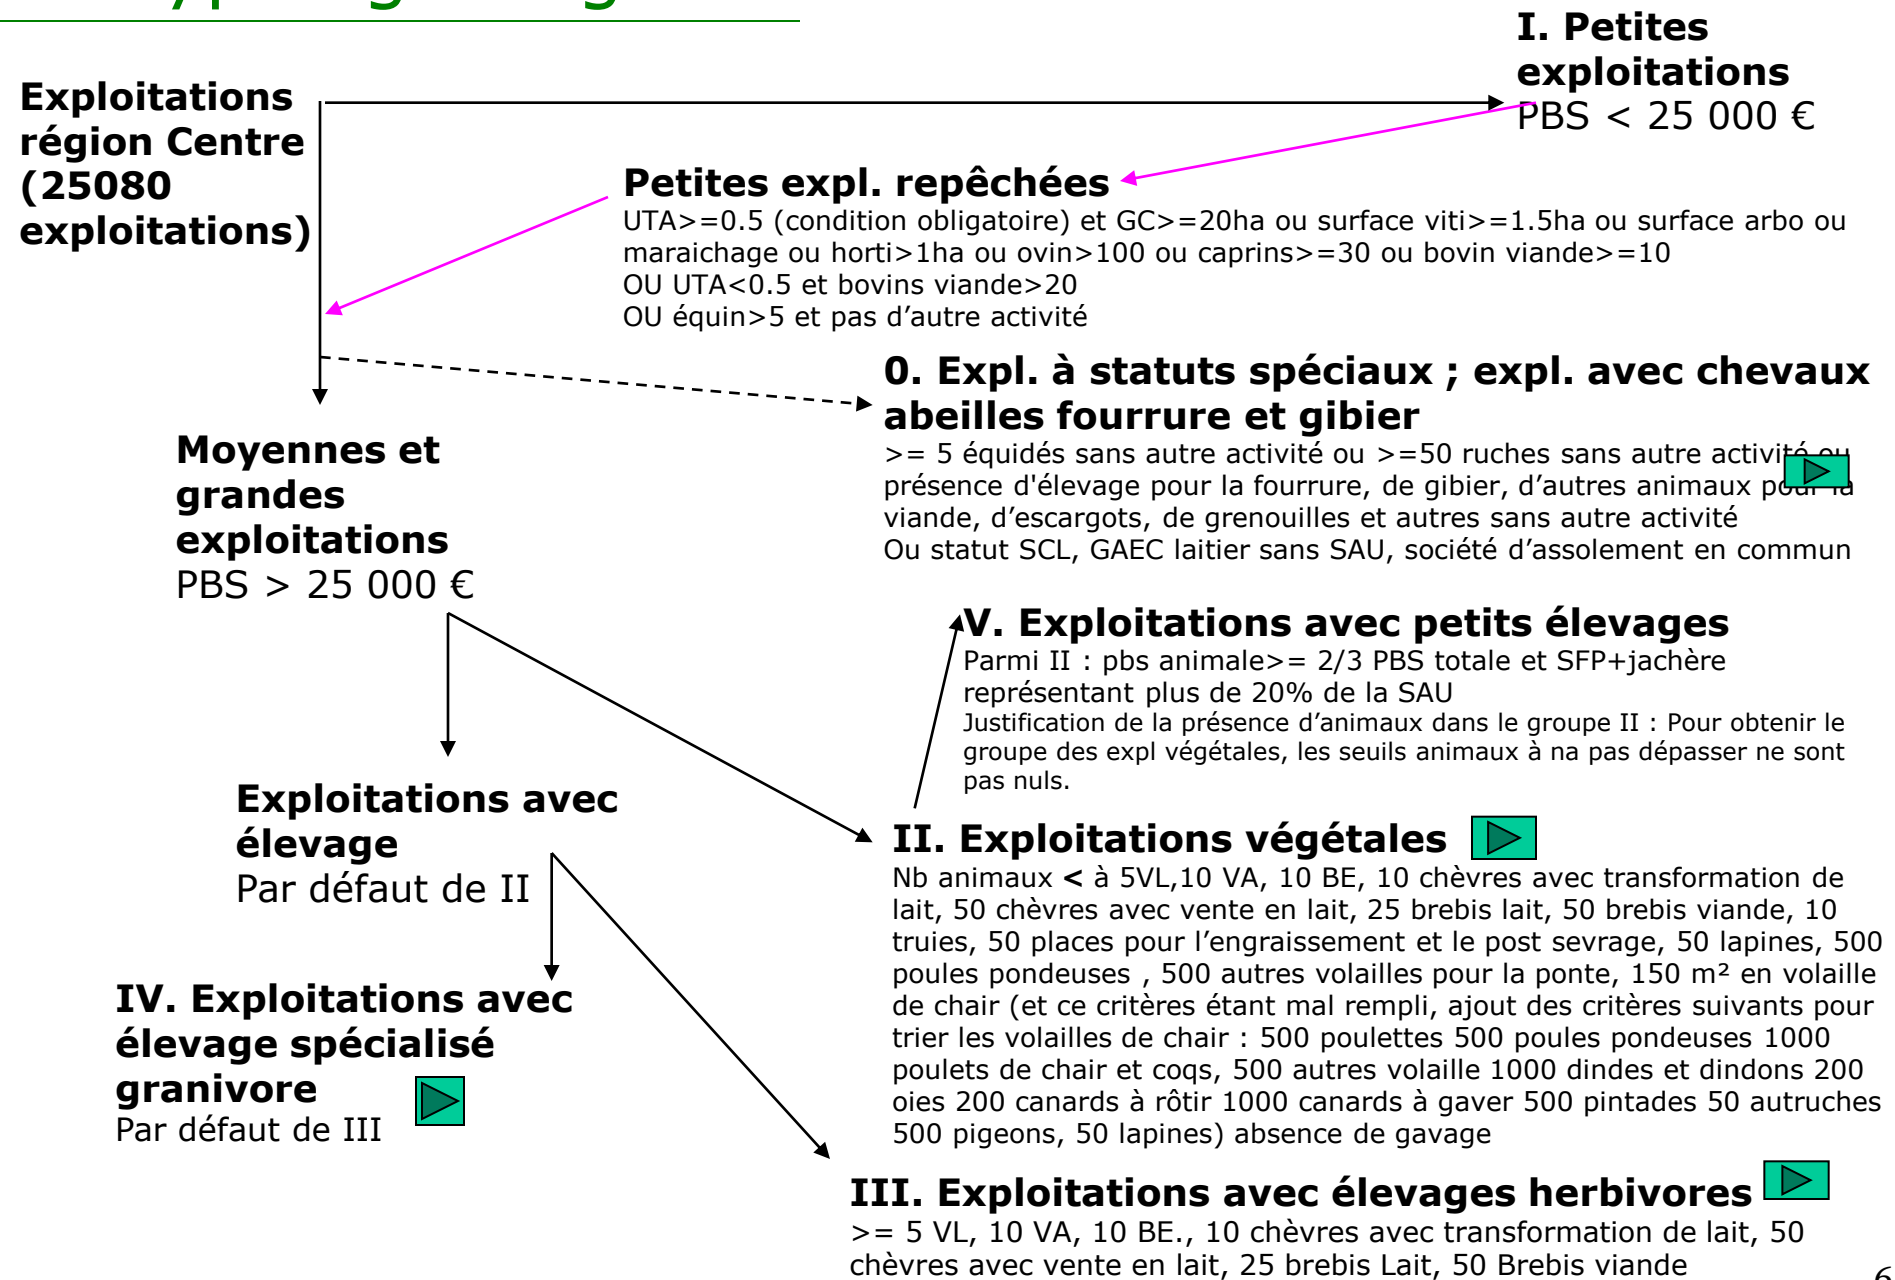 I. Petites
exploitations
PBS < 25 000 €
Exploitations
région Centre
(25080
exploitations)
Petites expl. repêchées
UTA>=0.5 (condition obligatoire) et GC>=20ha ou surface viti>=1.5ha ou surface arbo ou
maraichage ou horti>1ha ou ovin>100 ou caprins>=30 ou bovin viande>=10
OU UTA<0.5 et bovins viande>20
OU équin>5 et pas d’autre activité
0. Expl. à statuts spéciaux ; expl. avec chevaux
abeilles fourrure et gibier
>= 5 équidés sans autre activité ou >=50 ruches sans autre activité ou
présence d'élevage pour la fourrure, de gibier, d’autres animaux pour la
viande, d’escargots, de grenouilles et autres sans autre activité
Ou statut SCL, GAEC laitier sans SAU, société d’assolement en commun
Moyennes et
grandes
exploitations
PBS > 25 000 €
V. Exploitations avec petits élevages
Parmi II : pbs animale>= 2/3 PBS totale et SFP+jachère
représentant plus de 20% de la SAU
Justification de la présence d’animaux dans le groupe II : Pour obtenir le
groupe des expl végétales, les seuils animaux à na pas dépasser ne sont
pas nuls.
Exploitations avec
élevage
Par défaut de II
II. Exploitations végétales
Nb animaux < à 5VL,10 VA, 10 BE, 10 chèvres avec transformation de
lait, 50 chèvres avec vente en lait, 25 brebis lait, 50 brebis viande, 10
truies, 50 places pour l’engraissement et le post sevrage, 50 lapines, 500
poules pondeuses , 500 autres volailles pour la ponte, 150 m² en volaille
de chair (et ce critères étant mal rempli, ajout des critères suivants pour
trier les volailles de chair : 500 poulettes 500 poules pondeuses 1000
poulets de chair et coqs, 500 autres volaille 1000 dindes et dindons 200
oies 200 canards à rôtir 1000 canards à gaver 500 pintades 50 autruches
500 pigeons, 50 lapines) absence de gavage
IV. Exploitations avec
élevage spécialisé
granivore
Par défaut de III
III. Exploitations avec élevages herbivores
>= 5 VL, 10 VA, 10 BE., 10 chèvres avec transformation de lait, 50
chèvres avec vente en lait, 25 brebis Lait, 50 Brebis viande